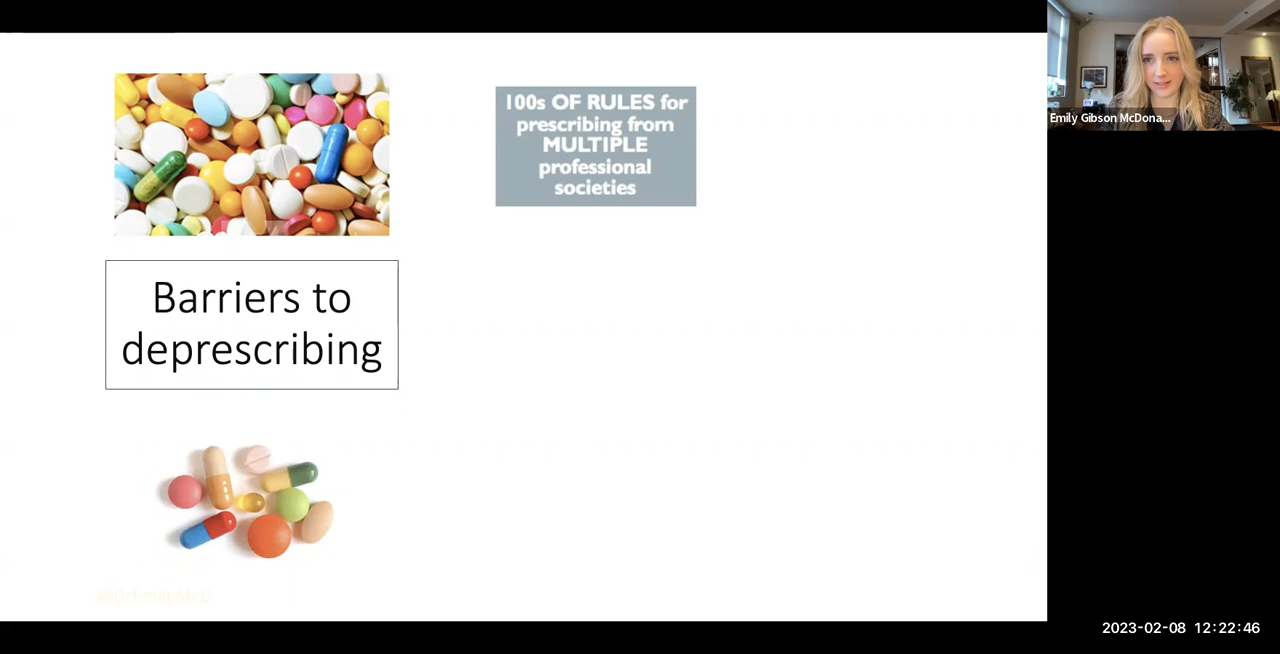 100s OF RULES for
prescribing from
MULTIPLE
professional
societies
Emily Gibson McDona...
Barriers to
deprescribing
2023-02-08 12:22:46